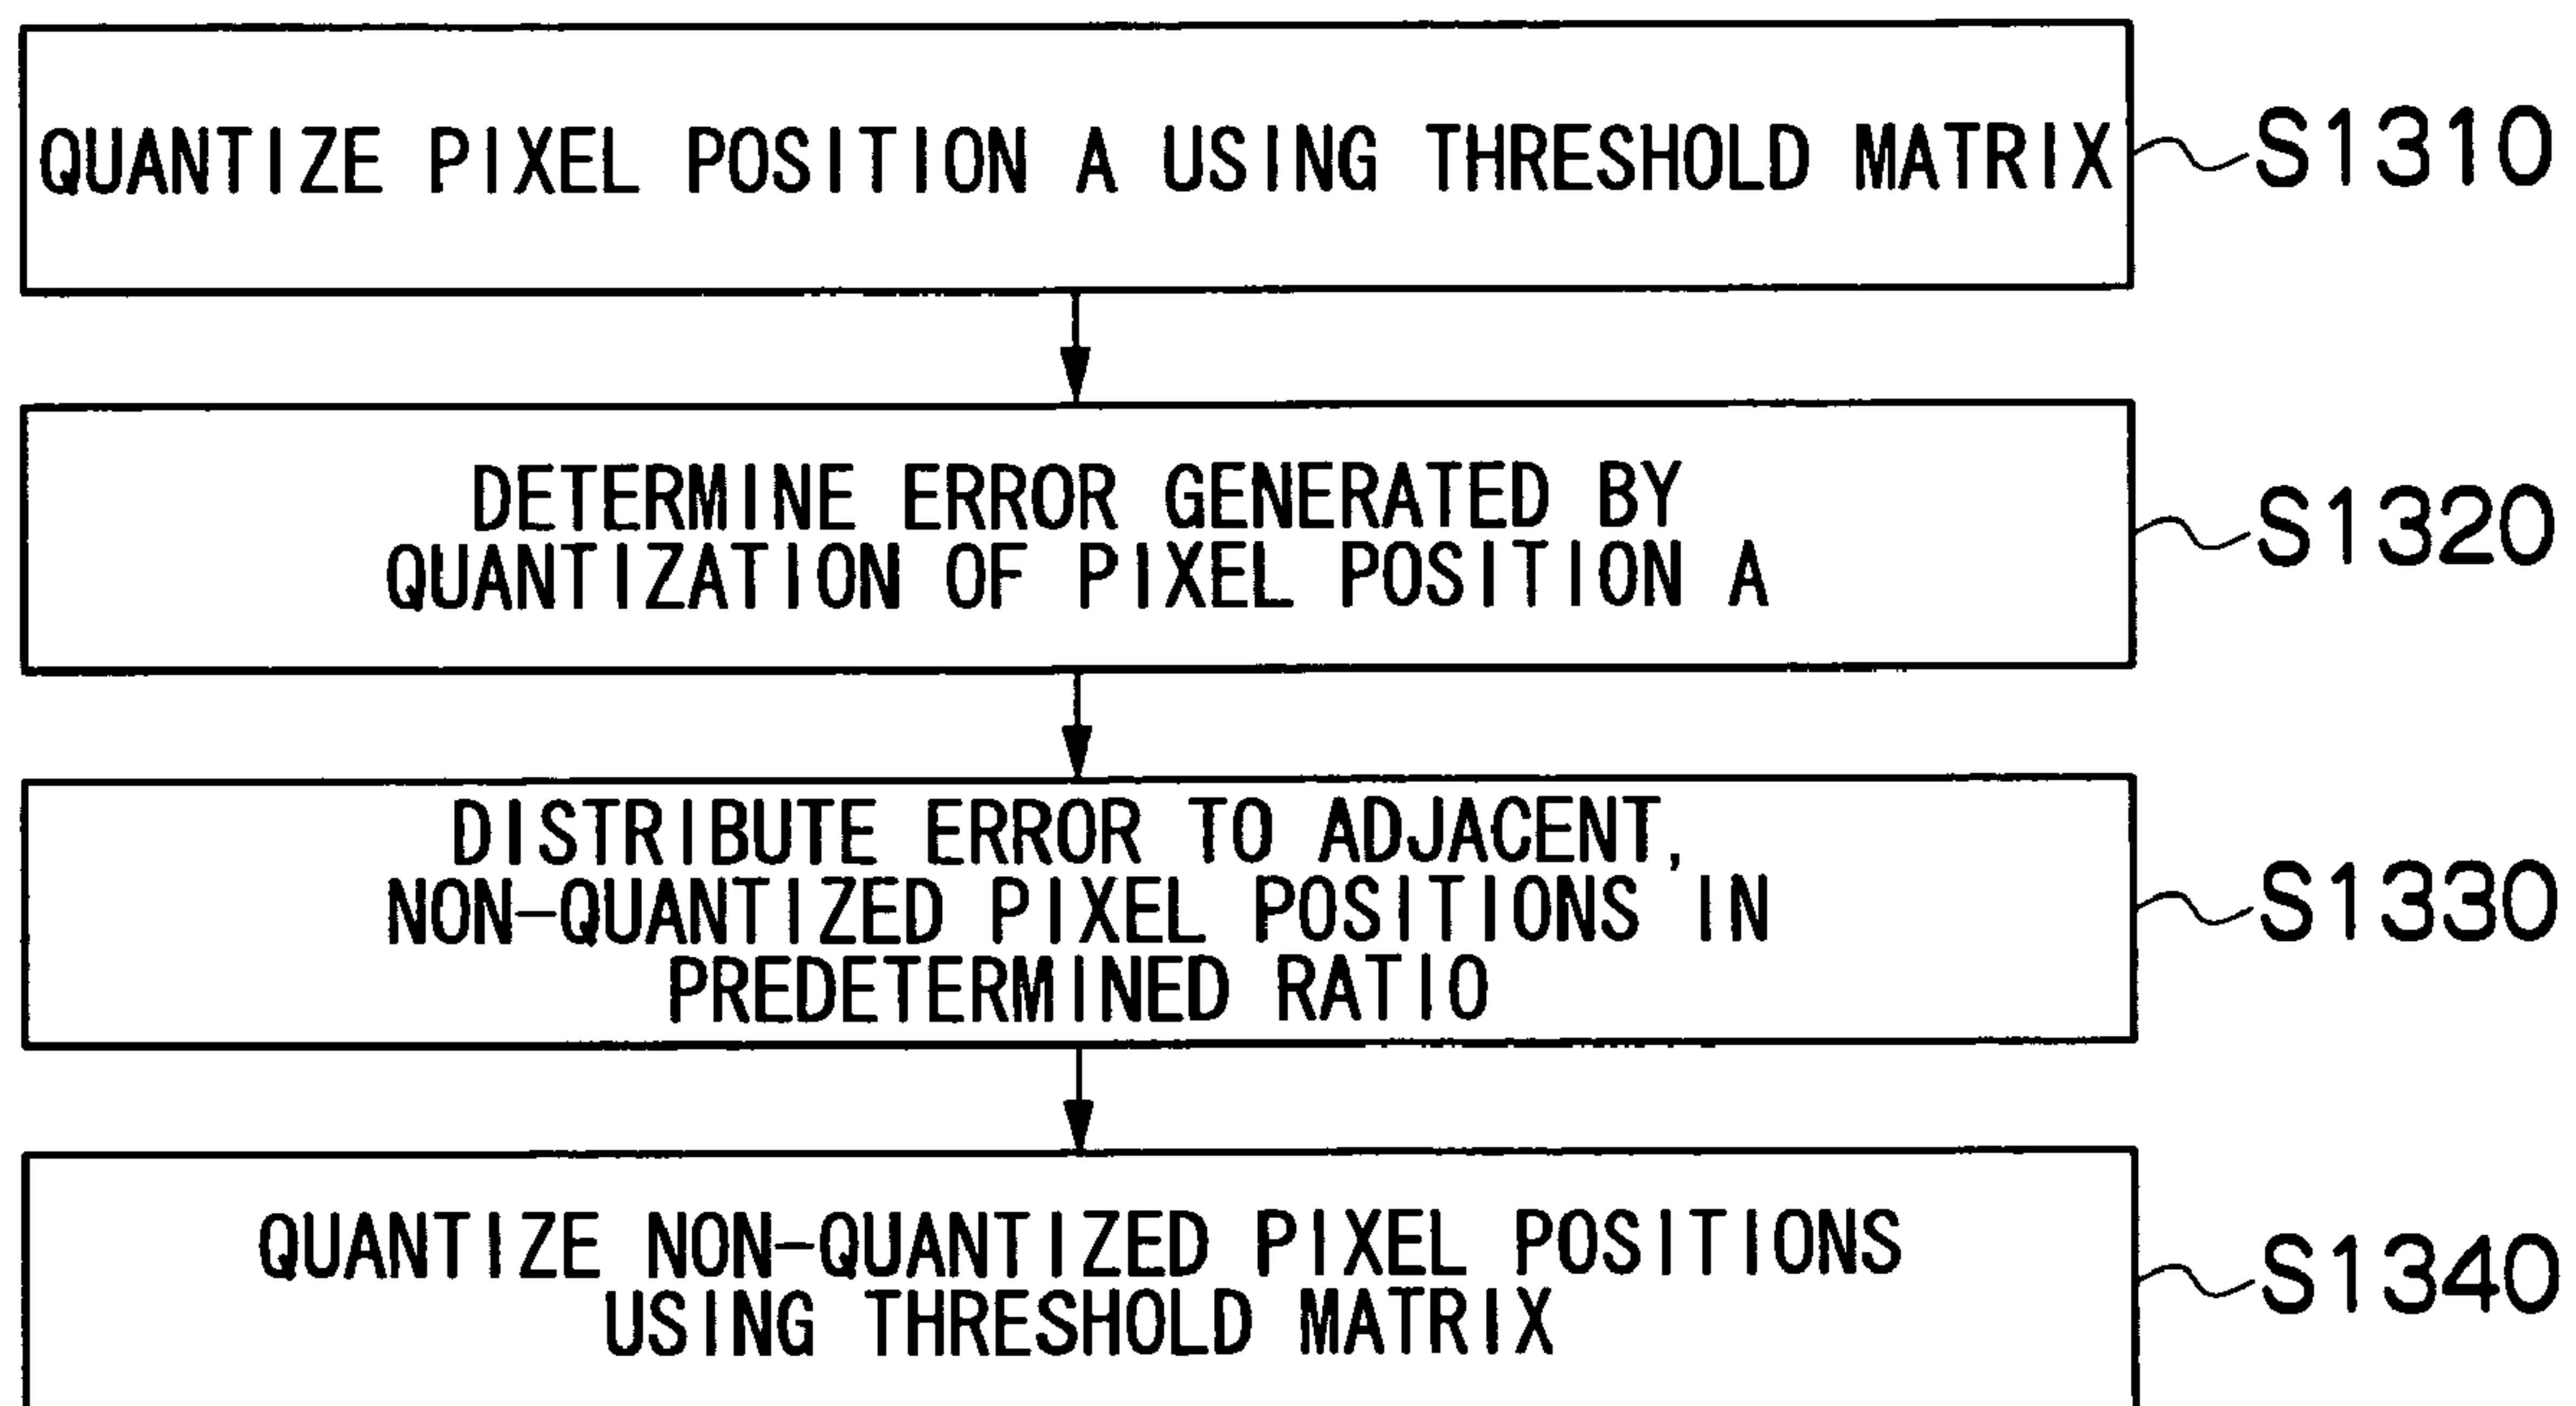 QUANTIZE PIXEL POSITION A USING THRESHOLD MATRIX
S1310
DETERMINE ERROR GENERATED BY
QUANTIZATION OF PIXEL POSITION A
S1320
DISTRIBUTE ERROR TO ADJACENT,
NON-QUANTIZED PIXEL POSITIONS IN
PREDETERMINED RATIO
S1330
QUANTIZE NON-QUANTIZED PIXEL POSITIONS
USING THRESHOLD MATRIX
S1340